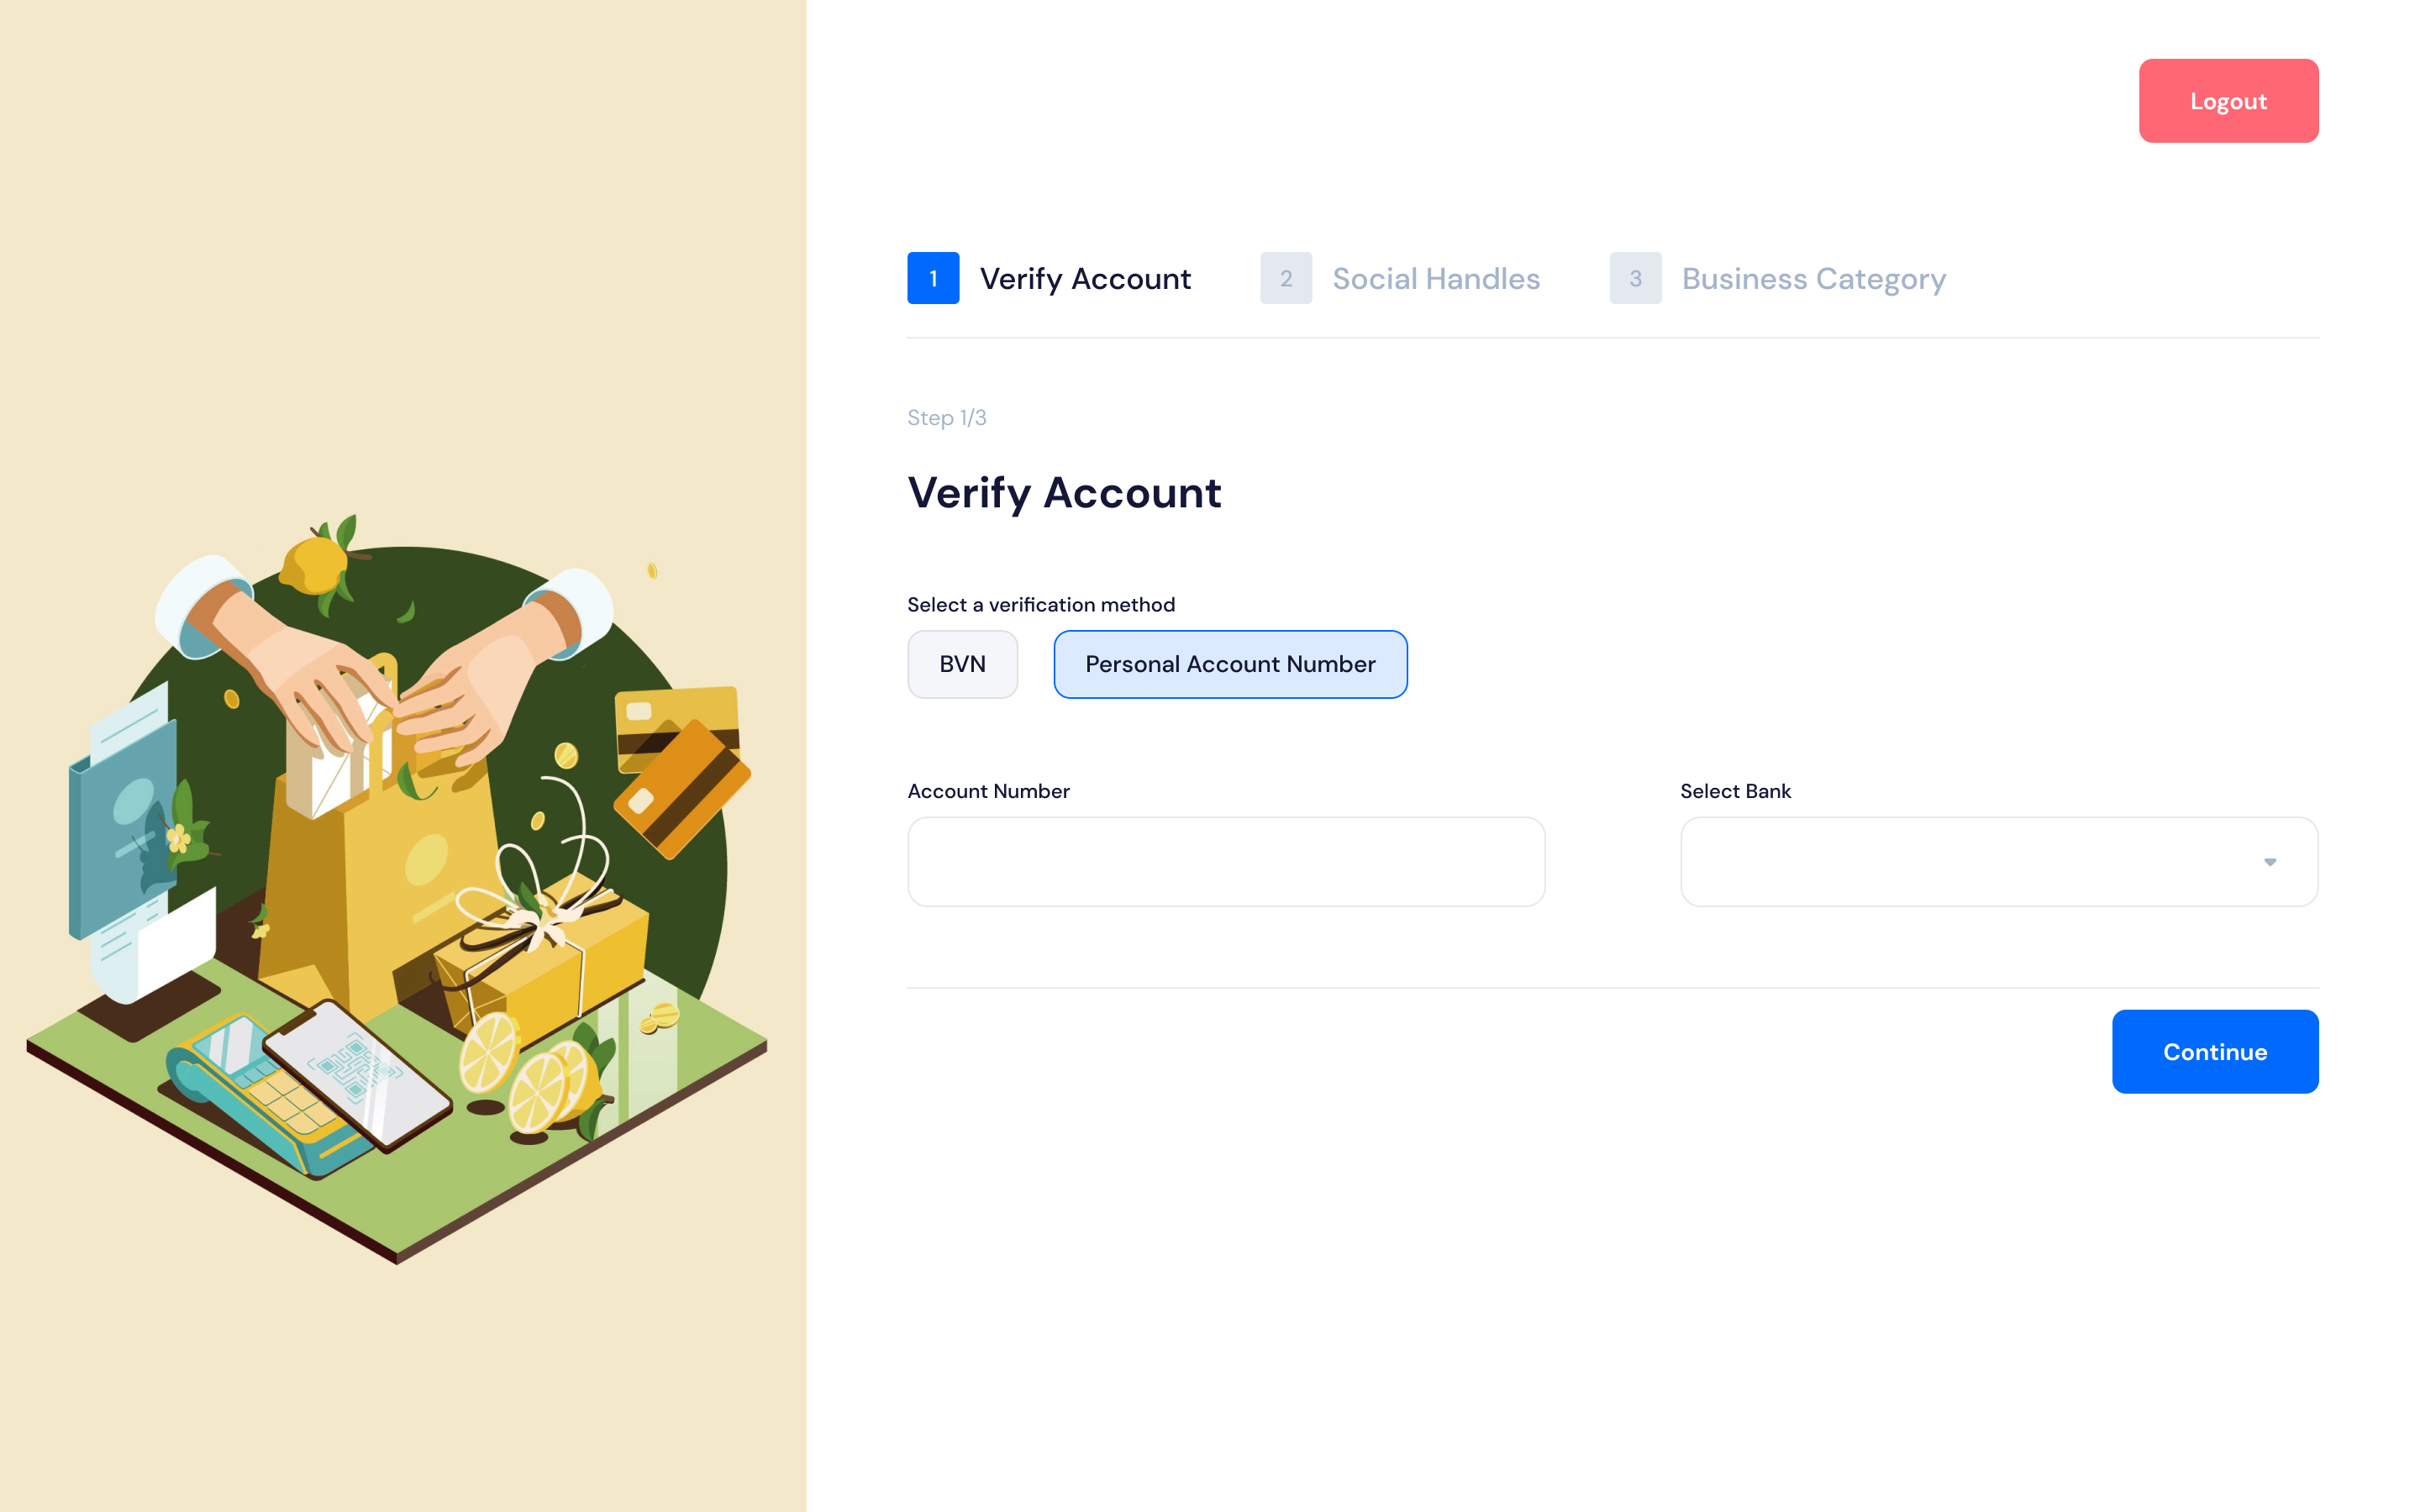 Logout
1 Verify Account 2 Social Handles 3 Business Category
Step 1/3
Verify Account
Select a verification method
BVN Personal Account Number
Account Number Select Bank
Continue